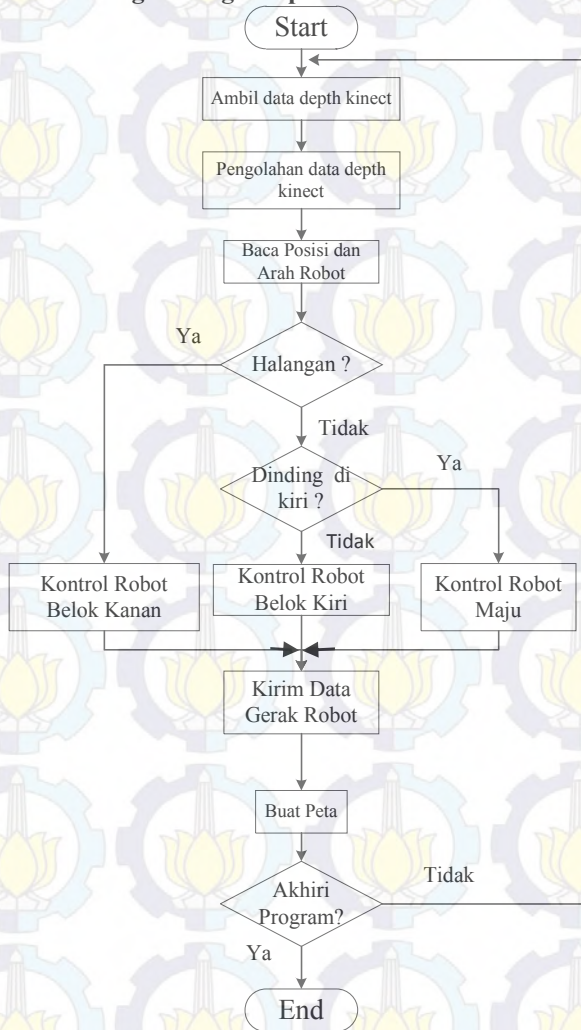 Start
Ambil data depth kinect
Pengolahan data depth
kinect
Baca Posisi dan
Arah Robot
Ya
Halangan ?
Tidak
Ya
Dinding di
kiri ?
Tidak
Kontrol Robot
Belok Kanan
Kontrol Robot
Belok Kiri
Kontrol Robot
Maju
Kirim Data
Gerak Robot
Buat Peta
Tidak
Akhiri
Program?
Ya
End